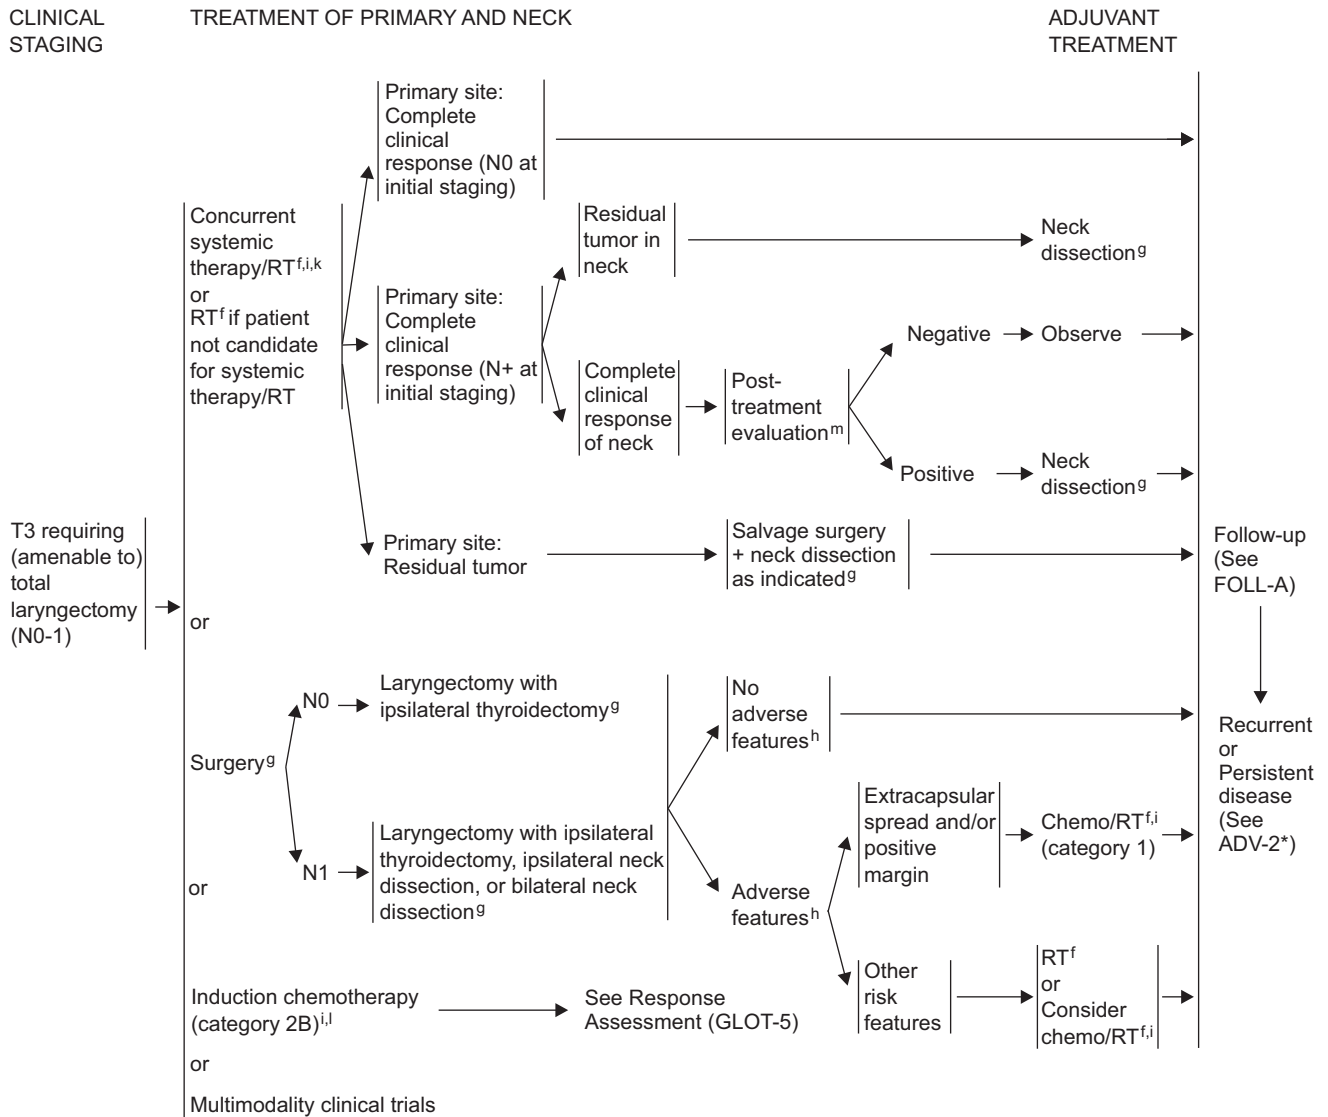 CLINICAL
STAGING
TREATMENT OF PRIMARY AND NECK
ADJUVANT
TREATMENT
T3 requiring
(amenable to)
total
laryngectomy
(N0-1)
Concurrent
systemic
therapy/RTf,i,k
or
RTf if patient
not candidate
for systemic
therapy/RT
Primary site:
Complete
clinical
response (N0 at
initial staging)
Primary site:
Complete
clinical
response (N+ at
initial staging)
Residual
tumor in
neck
Neck
dissectiong
Complete
clinical
response
of neck
Post-
treatment
evaluationm
Negative
Observe
Positive
Neck
dissectiong
Primary site:
Residual tumor
Salvage surgery
+ neck dissection
as indicatedg
or
Surgeryg
N0
Laryngectomy with
ipsilateral thyroidectomyg
N1
Laryngectomy with ipsilateral
thyroidectomy, ipsilateral neck
dissection, or bilateral neck
dissectiong
No
adverse
featuresh
Adverse
featuresh
Extracapsular
spread and/or
positive
margin
Chemo/RTf,i
(category 1)
Other
risk
features
RTf
or
Consider
chemo/RTf,i
or
Induction chemotherapy
(category 2B)i,l
See Response
Assessment (GLOT-5)
or
Multimodality clinical trials
Follow-up
(See
FOLL-A)
Recurrent
or
Persistent
disease
(See
ADV-2*)